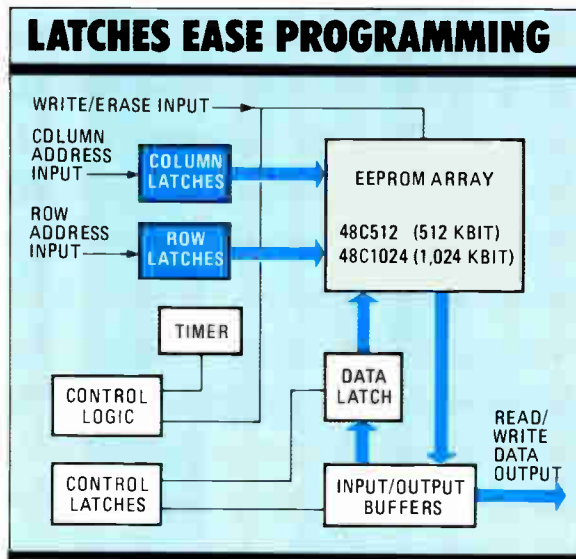 LATCHES EASE PROGRAMMING
WRITE/ERASE INPUT
COLUMN
ADDRESS
INPUT
COLUMN
LATCHES
ROW
ADDRESS
INPUT
ROW
LATCHES
EEPROM ARRAY
48C512 (512 KBIT)
48C1024 (1,024 KBIT)
TIMER
CONTROL
LOGIC
DATA
LATCH
CONTROL
LATCHES
INPUT/OUTPUT
BUFFERS
READ/
WRITE
DATA
OUTPUT